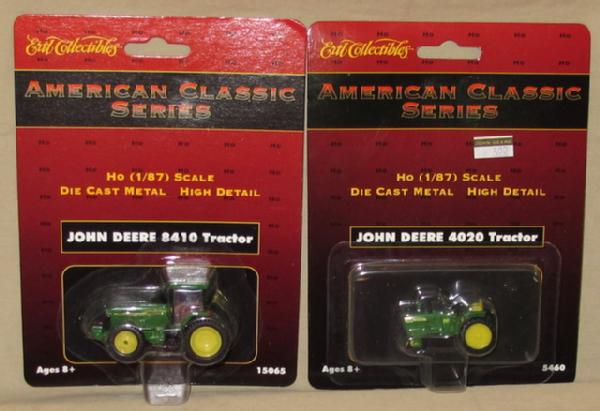 Ertl Collectibles
AMERICAN CLASSIC
SERIES
HO (1/87) SCALE
DIE CAST METAL HIGH DETAIL
JOHN DEERE 8410 Tractor
Ages 8+
15065
Ertl Collectibles
AMERICAN CLASSIC
SERIES
JOHN DEERE
HO (1/87) SCALE
DIE CAST METAL HIGH DETAIL
JOHN DEERE 4020 Tractor
Ages 8+
5460